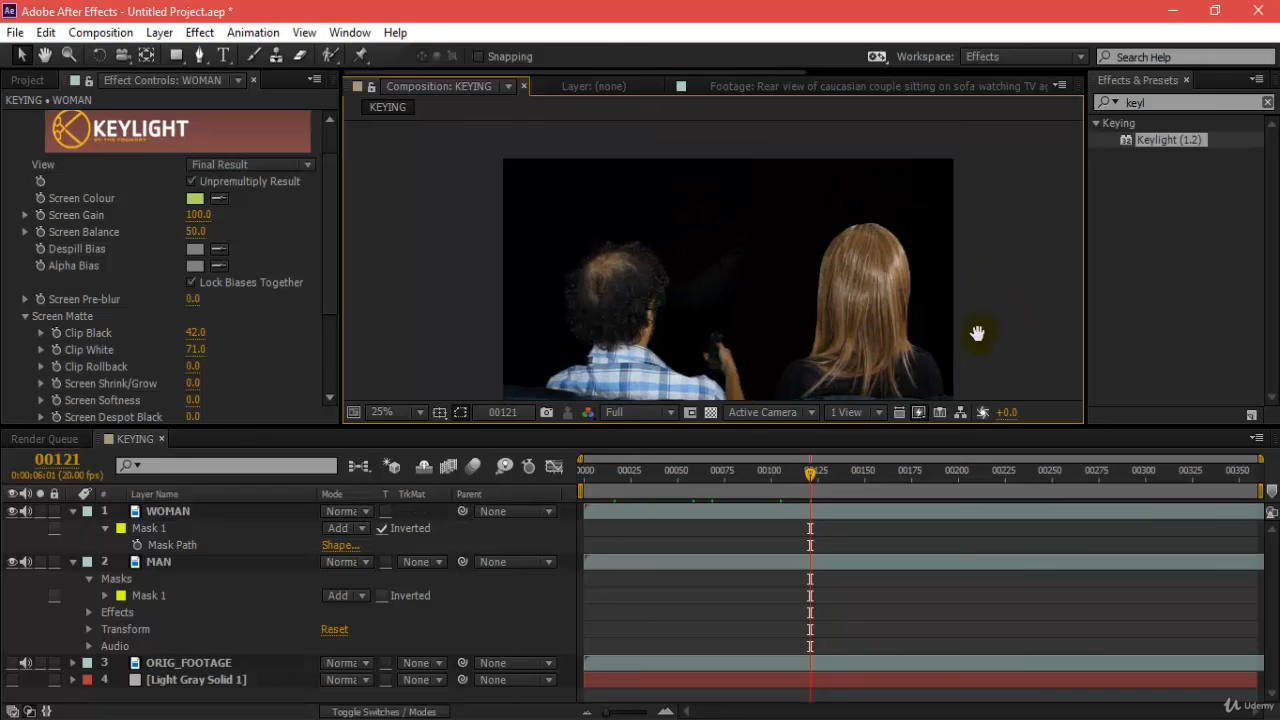 Ae Adobe After Effects - Untitled Project.aep *
File Edit Composition Layer Effect Animation View Window Help
Snapping Workspace: Effects Search Help
Project Effect Controls: WOMAN Composition: KEYING Layer: (none) Footage: Rear view of caucasian couple sitting on sofa watching TV ag Effects & Presets
KEYING • WOMAN KEYING keyl
KEYLIGHT Keying
Keylight (1.2)
View Final Result
Unpremultiply Result
Screen Colour
Screen Gain 100.0
Screen Balance 50.0
Despill Bias
Alpha Bias
Lock Biases Together
Screen Pre-blur 0.0
Screen Matte
Clip Black 42.0
Clip White 71.0
Clip Rollback 0.0
Screen Shrink/Grow 0.0
Screen Softness 0.0
Screen Despot Black 0.0
25% 00121 Full Active Camera 1 View +0.0
Render Queue KEYING
00121
0:00:06:01 (20.00 fps)
0000 00025 00050 00075 00100 00125 00150 00175 00200 00225 00250 00275 00300 00325 00350
# Layer Name Mode T TrkMat Parent
1 WOMAN Norma None
Mask 1 Add Inverted
Mask Path Shape...
2 MAN Norma None None
Masks
Mask 1 Add Inverted
Effects
Transform Reset
Audio
3 ORIG_FOOTAGE Norma None None
4 [Light Gray Solid 1] Norma None None
Toggle Switches / Modes
Udemy